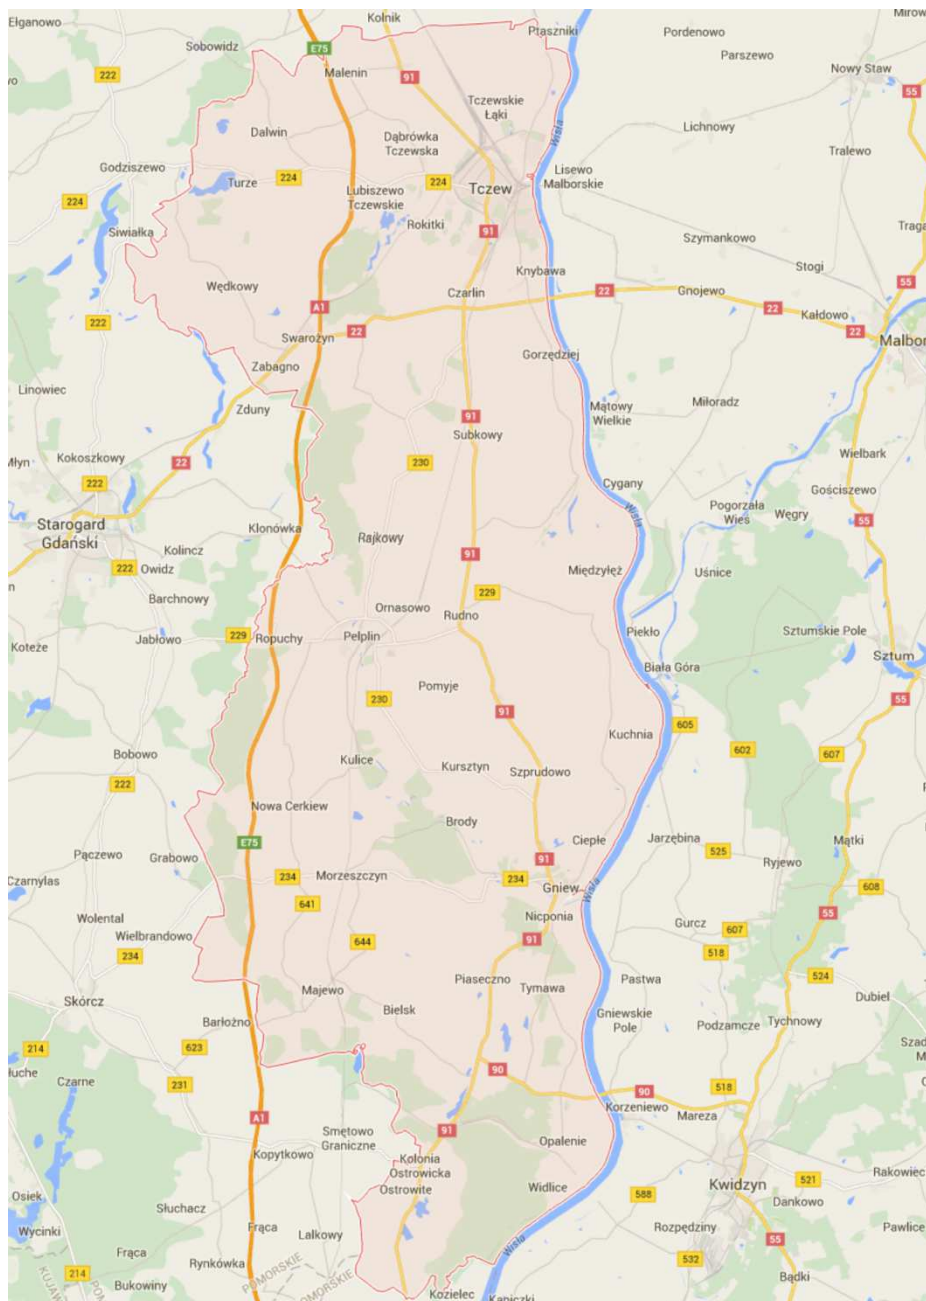 Elganowo
Kolnik
Ptaszniki
Pordenowo
Sobowidz
E75
Parszewo
222
Malenin
91
Nowy Staw
55
Tczewskie
Łąki
Wisła
Lichnowy
Dalwin
Dąbrówka
Tczewska
Tralewo
Godziszewo
224
Turze
224
Lubiszewo
Tczewskie
224
Tczew
Lisewo
Malborskie
Siwiałka
Rokitki
91
Szymankowo
Stogi
Knybawa
Wędkowy
Czarlin
22
Gnojewo
55
A1
22
Kałdowo
222
Swarożyn
22
22
Gorzędziej
Zabagno
Linowiec
Zduny
91
Mątowy
Wielkie
Miłoradz
Subkowy
Młyn
Kokoszkowy
22
230
Wielbark
222
Cygany
Gościszewo
Pogorzała
Wieś
Węgry
Wisła
Starogard
Gdański
Klonówka
55
Rajkowy
Kolincz
91
222
Owidz
Międzyłęż
Uśnice
Barchnowy
229
Ornasowo
Rudno
Koteże
Jabłowo
229
Ropuchy
Pelplin
Piekło
Sztumskie Pole
Sztum
Biała Góra
Pomyje
230
91
55
605
Kuchnia
602
607
Bobowo
Kulice
Kursztyn
Szprudowo
222
Nowa Cerkiew
Brody
Ciepłe
Jarzębina
Mątki
E75
525
Pączewo
Grabowo
91
Ryjewo
Czarnylas
234
Morzeszczyn
234
Gniew
608
Wisła
641
Wolental
Nicponia
Gurcz
55
Wielbrandowo
607
644
91
518
234
Piaseczno
Pastwa
524
Skórcz
Majewo
Tymawa
Dubiel
Bielsk
Gniewskie
Pole
Podzamcze
Tychnowy
Barłożno
214
623
Czarne
231
90
518
90
Korzeniewo
Mareza
A1
Smętowo
Graniczne
91
Opalenie
Kopytkowo
Kolonia
Ostrowicka
Rakowiec
521
Kwidzyn
Osiek
Ostrowite
Widlice
588
Dankowo
Słuchacz
Wycinki
Frąca
Lalkowy
Rozpędziny
Pawlice
Wisła
55
Frąca
532
Rynkówka
POMORSKIE
214
Bukowiny
POMORSKIE
Kozielec
Bądki